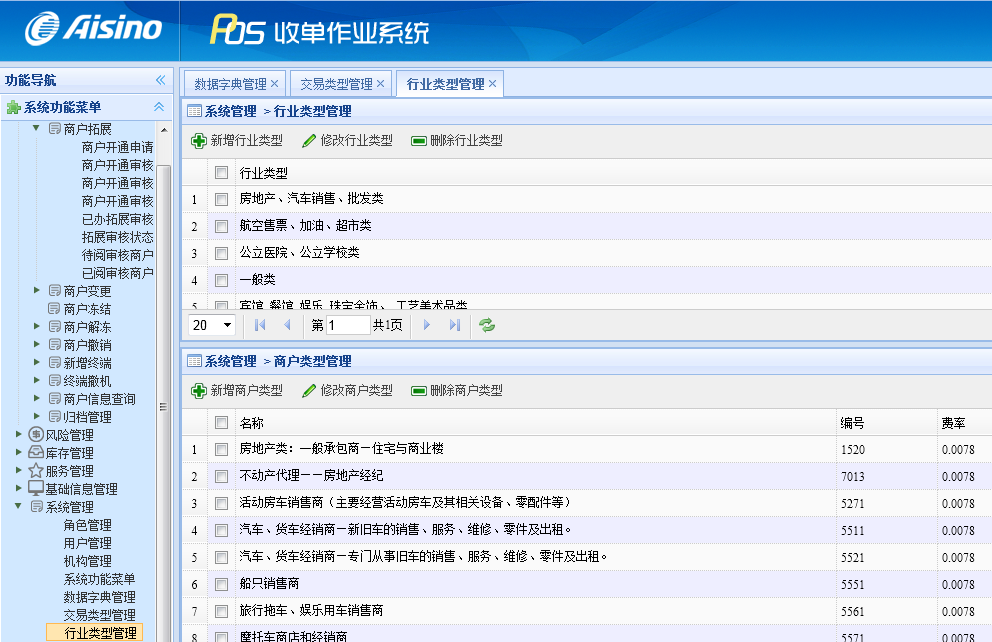 Aisino POS 收单作业系统
功能导航
系统功能菜单
商户拓展
商户开通申请
商户开通审核
商户开通审核
商户开通审核
已办拓展审核
拓展审核状态
待阅审核商户
已阅审核商户
商户变更
商户冻结
商户解冻
商户撤销
新增终端
终端撤机
商户信息查询
归档管理
风险管理
库存管理
服务管理
基础信息管理
系统管理
角色管理
用户管理
机构管理
系统功能菜单
数据字典管理
交易类型管理
行业类型管理
数据字典管理 × 交易类型管理 × 行业类型管理 ×
系统管理 > 行业类型管理
新增行业类型 修改行业类型 删除行业类型
行业类型
1 房地产、汽车销售、批发类
2 航空售票、加油、超市类
3 公立医院、公立学校类
4 一般类
5 宾馆、餐馆、娱乐、珠宝金饰、工艺美术品类
20 第 1 共1页
系统管理 > 商户类型管理
新增商户类型 修改商户类型 删除商户类型
名称 编号 费率
1 房地产类：一般承包商—住宅与商业楼 1520 0.0078
2 不动产代理——房地产经纪 7013 0.0078
3 活动房车销售商（主要经营活动房车及其相关设备、零配件等） 5271 0.0078
4 汽车、货车经销商—新旧车的销售、服务、维修、零件及出租。 5511 0.0078
5 汽车、货车经销商—专门从事旧车的销售、服务、维修、零件及出租。 5521 0.0078
6 船只销售商 5551 0.0078
7 旅行拖车、娱乐用车销售商 5561 0.0078
8 摩托车商店和经销商 5571 0.0078